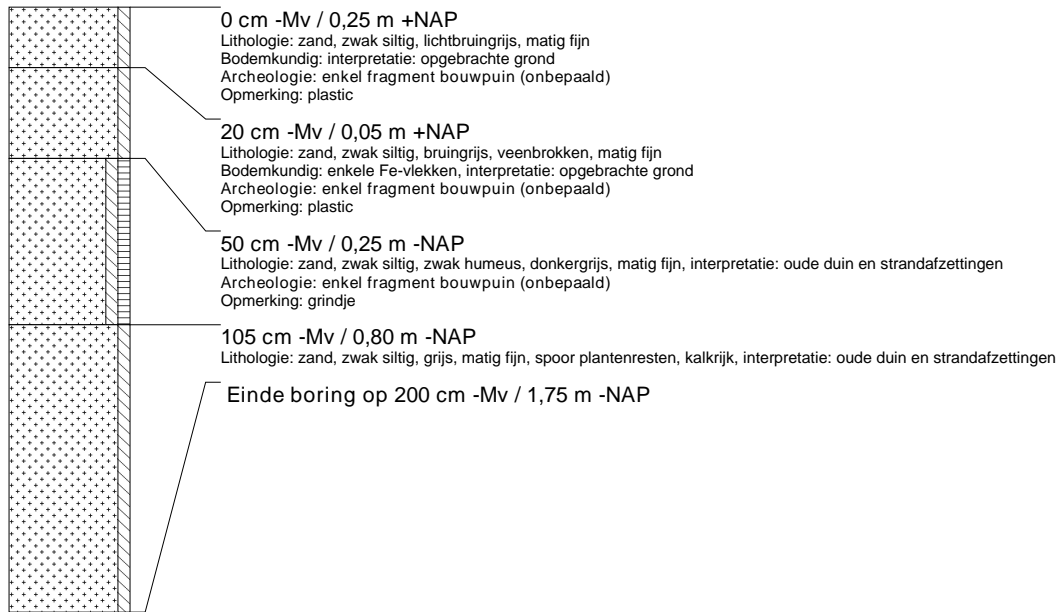 0 cm -Mv / 0,25 m +NAP
Lithologie: zand, zwak siltig, lichtbruingrijs, matig fijn
Bodemkundig: interpretatie: opgebrachte grond
Archeologie: enkel fragment bouwpuin (onbepaald)
Opmerking: plastic
20 cm -Mv / 0,05 m +NAP
Lithologie: zand, zwak siltig, bruingrijs, veenbrokken, matig fijn
Bodemkundig: enkele Fe-vlekken, interpretatie: opgebrachte grond
Archeologie: enkel fragment bouwpuin (onbepaald)
Opmerking: plastic
50 cm -Mv / 0,25 m -NAP
Lithologie: zand, zwak siltig, zwak humeus, donkergrijs, matig fijn, interpretatie: oude duin en strandafzettingen
Archeologie: enkel fragment bouwpuin (onbepaald)
Opmerking: grindje
105 cm -Mv / 0,80 m -NAP
Lithologie: zand, zwak siltig, grijs, matig fijn, spoor plantenresten, kalkrijk, interpretatie: oude duin en strandafzettingen
Einde boring op 200 cm -Mv / 1,75 m -NAP